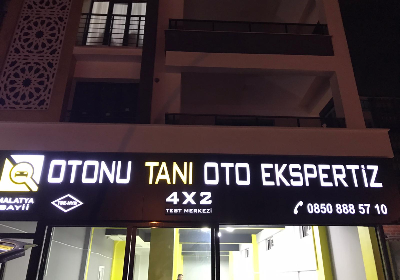 OTONU TANI OTO EKSPERTİZ
MALATYA
BAYİİ
4X2
TEST MERKEZİ
0850 888 57 10